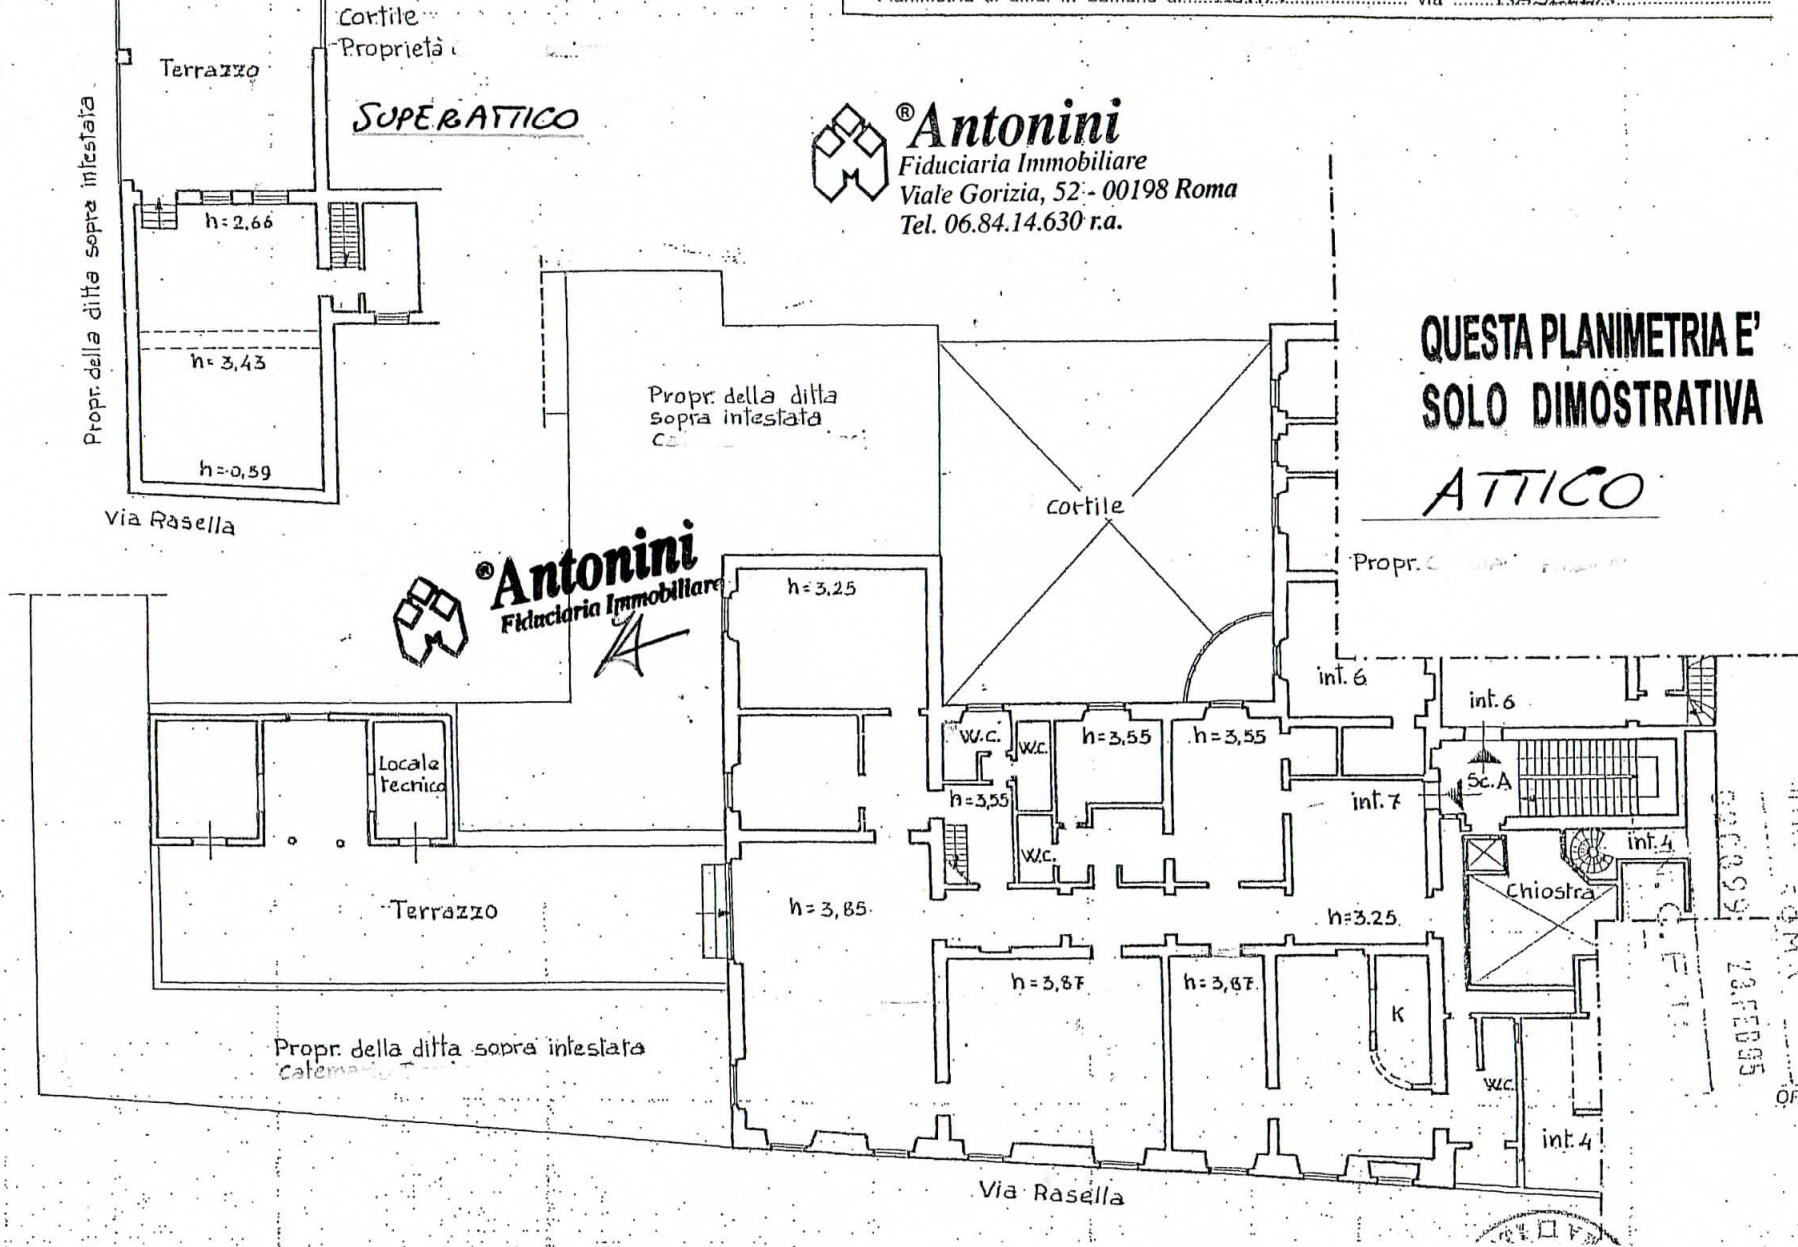 Cortile
Proprietà
Terrazzo
SUPERATTICO
Propr. della ditta sopra intestata
h=2,66
h=3,43
h=0,59
Via Rasella
® Antonini
Fiduciaria Immobiliare
Viale Gorizia, 52 - 00198 Roma
Tel. 06.84.14.630 r.a.
QUESTA PLANIMETRIA E'
SOLO DIMOSTRATIVA
ATTICO
Propr.
Propr. della ditta
sopra intestata
cortile
® Antonini
Fiduciaria Immobiliare
h=3,25
int. 6
int. 6
W.C.
W.C.
h=3,55
h=3,55
Locale
tecnico
h=3,55
int. 7
Sc. A
W.C.
int. 4
Chiostra
Terrazzo
h=3,85
h=3.25
h=3,87
h=3,87
K
Propr. della ditta sopra intestata
W.C.
int. 4
Via Rasella